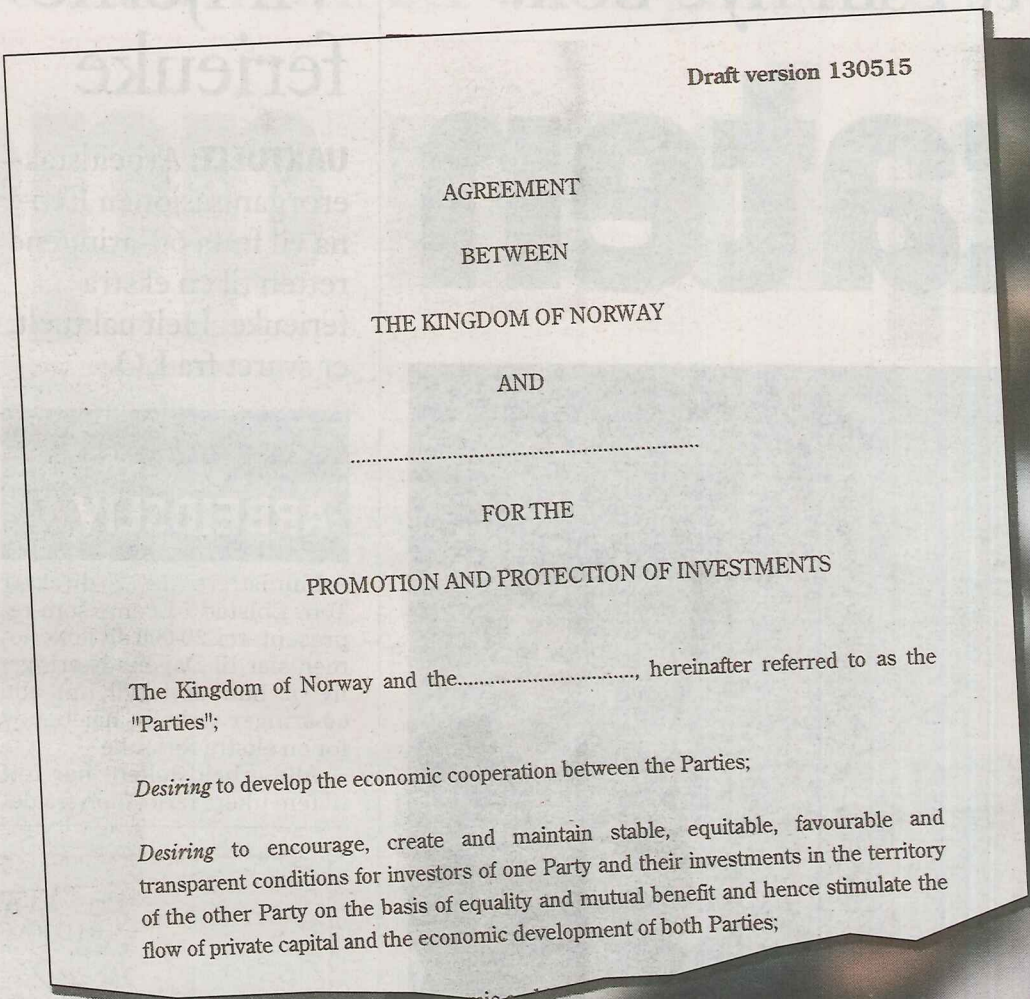 Draft version 130515
AGREEMENT
BETWEEN
THE KINGDOM OF NORWAY
AND
................................................................................
FOR THE
PROMOTION AND PROTECTION OF INVESTMENTS
The Kingdom of Norway and the................................, hereinafter referred to as the
"Parties";
Desiring to develop the economic cooperation between the Parties;
Desiring to encourage, create and maintain stable, equitable, favourable and
transparent conditions for investors of one Party and their investments in the territory
of the other Party on the basis of equality and mutual benefit and hence stimulate the
flow of private capital and the economic development of both Parties;